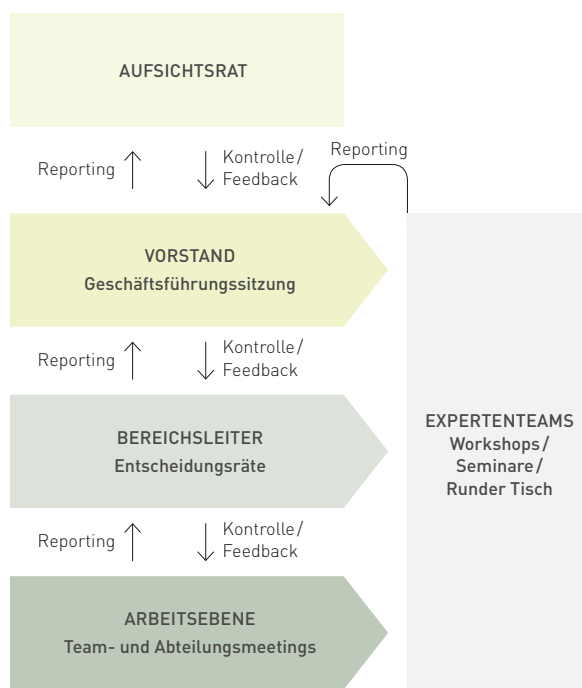 AUFSICHTSRAT
Reporting
Kontrolle/
Feedback
Reporting
VORSTAND
Geschäftsführungssitzung
Reporting
Kontrolle/
Feedback
BEREICHSLEITER
Entscheidungsräte
EXPERTENTEAMS
Workshops/
Seminare/
Runder Tisch
Reporting
Kontrolle/
Feedback
ARBEITSEBENE
Team- und Abteilungsmeetings